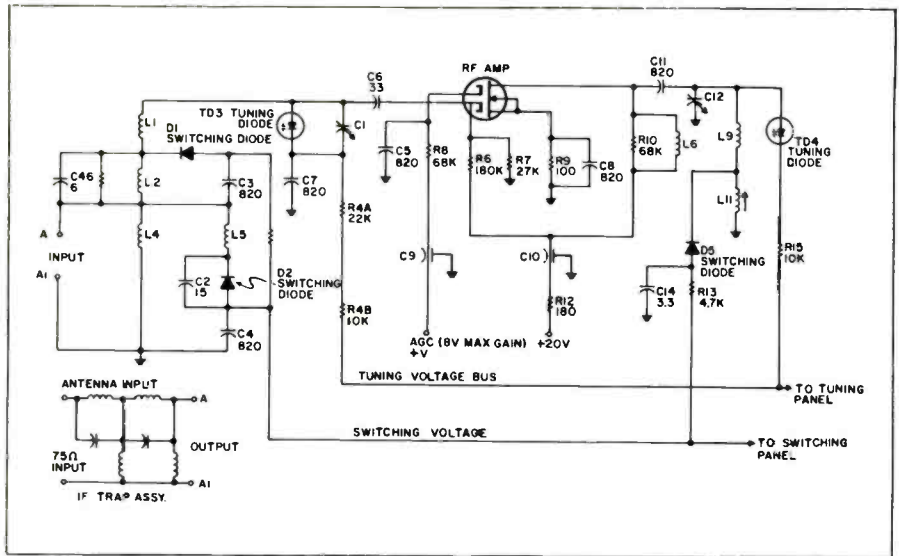 RF AMP
C11
820
C6
33
C12
TD3 TUNING
DIODE
C1
L1
D1
SWITCHING DIODE
C5
820
R8
68K
R6
180K
R7
27K
R9
100
C8
820
R10
68K
L6
L9
TD4
TUNING
DIODE
C46
6
L2
C3
820
C7
820
R4A
22K
L11
A
INPUT
A1
L4
L5
C9
C10
D5
SWITCHING
DIODE
R15
10K
C2
15
D2
SWITCHING
DIODE
R4B
10K
R12
180
C14
3.3
R13
4.7K
C4
820
AGC (8V MAX GAIN)
+V
+20V
ANTENNA INPUT
A
TUNING VOLTAGE BUS
TO TUNING
PANEL
SWITCHING VOLTAGE
TO SWITCHING
PANEL
75Ω
INPUT
OUTPUT
A1
IF TRAP ASSY.